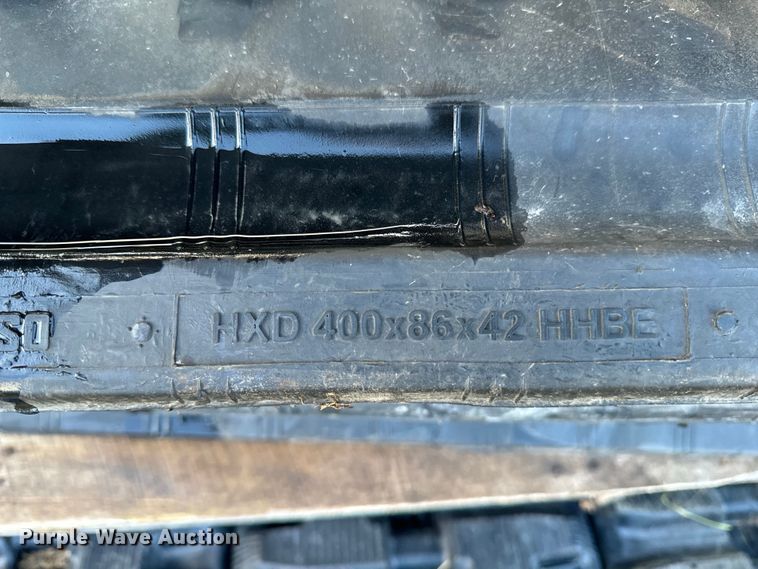 HXD 400x86x42 HHBE
Purple Wave Auction